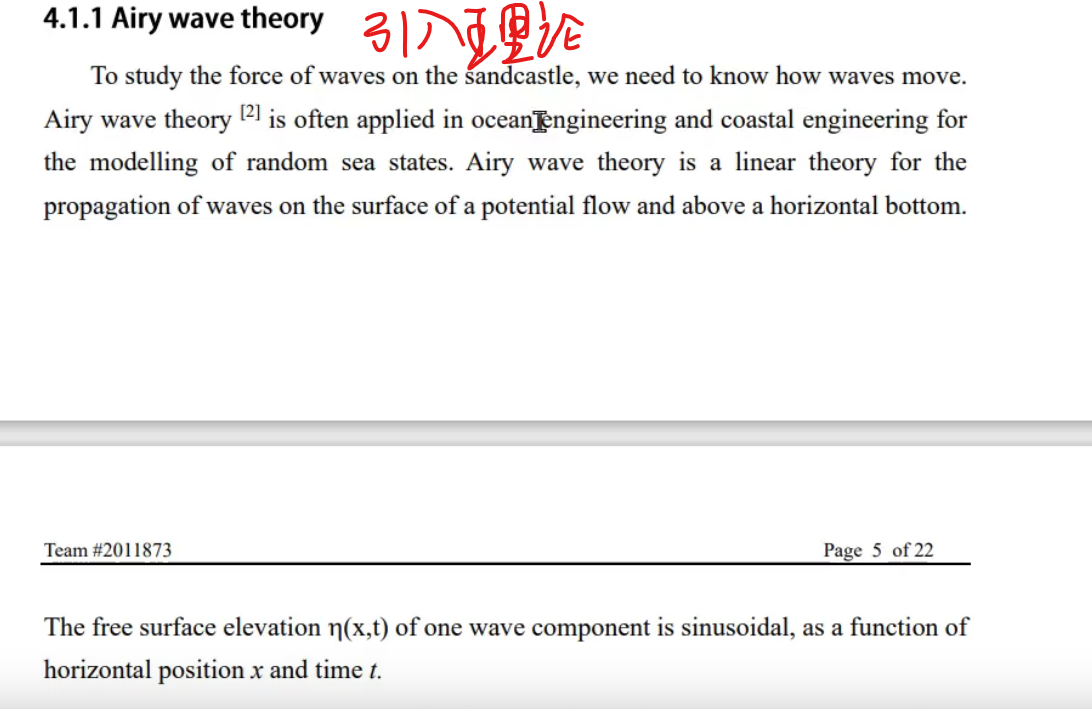 4.1.1 Airy wave theory 引入理论
To study the force of waves on the sandcastle, we need to know how waves move.
Airy wave theory [2] is often applied in ocean engineering and coastal engineering for
the modelling of random sea states. Airy wave theory is a linear theory for the
propagation of waves on the surface of a potential flow and above a horizontal bottom.
Team #2011873 Page 5 of 22
The free surface elevation η(x,t) of one wave component is sinusoidal, as a function of
horizontal position x and time t.